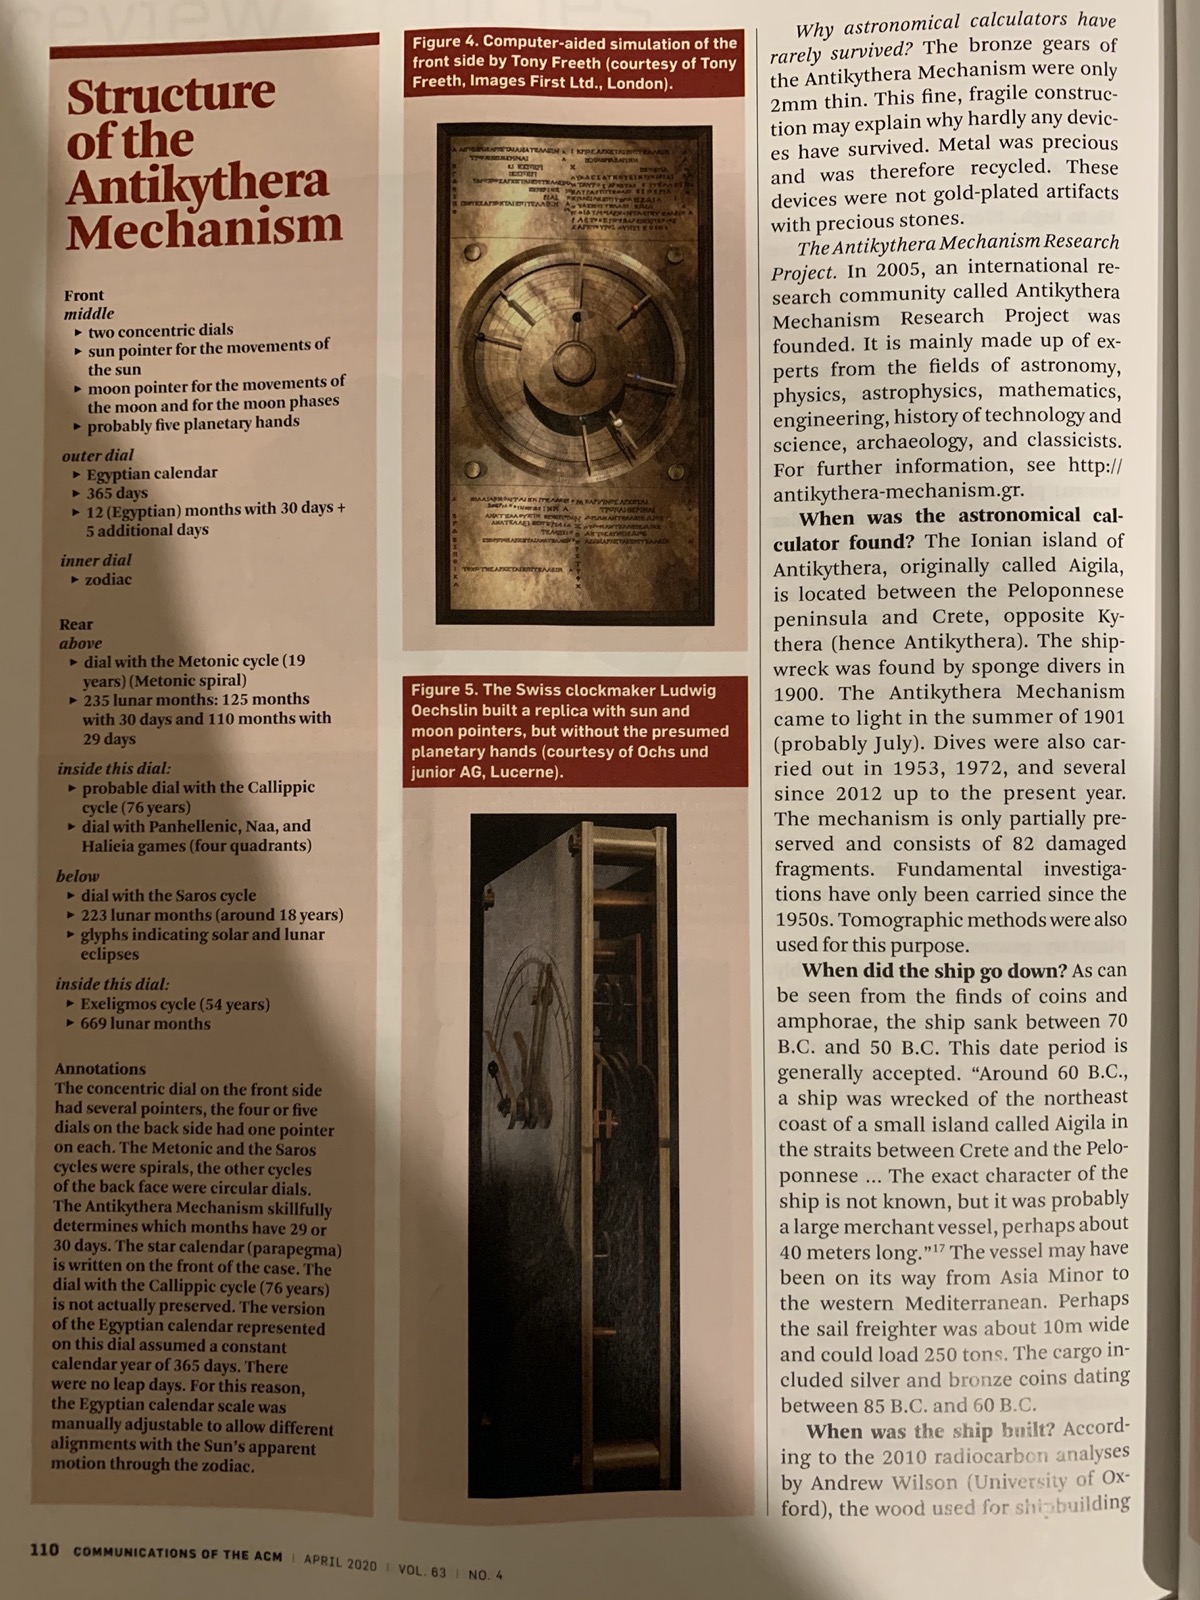 Structure
of the
Antikythera
Mechanism
Front
middle
▸ two concentric dials
▸ sun pointer for the movements of
the sun
▸ moon pointer for the movements of
the moon and for the moon phases
▸ probably five planetary hands
outer dial
▸ Egyptian calendar
▸ 365 days
▸ 12 (Egyptian) months with 30 days +
5 additional days
inner dial
▸ zodiac
Rear
above
▸ dial with the Metonic cycle (19
years) (Metonic spiral)
▸ 235 lunar months: 125 months
with 30 days and 110 months with
29 days
inside this dial:
▸ probable dial with the Callippic
cycle (76 years)
▸ dial with Panhellenic, Naa, and
Halieia games (four quadrants)
below
▸ dial with the Saros cycle
▸ 223 lunar months (around 18 years)
▸ glyphs indicating solar and lunar
eclipses
inside this dial:
▸ Exeligmos cycle (54 years)
▸ 669 lunar months
Annotations
The concentric dial on the front side
had several pointers, the four or five
dials on the back side had one pointer
on each. The Metonic and the Saros
cycles were spirals, the other cycles
of the back face were circular dials.
The Antikythera Mechanism skillfully
determines which months have 29 or
30 days. The star calendar (parapegma)
is written on the front of the case. The
dial with the Callippic cycle (76 years)
is not actually preserved. The version
of the Egyptian calendar represented
on this dial assumed a constant
calendar year of 365 days. There
were no leap days. For this reason,
the Egyptian calendar scale was
manually adjustable to allow different
alignments with the Sun's apparent
motion through the zodiac.
Figure 4. Computer-aided simulation of the
front side by Tony Freeth (courtesy of Tony
Freeth, Images First Ltd., London).
Figure 5. The Swiss clockmaker Ludwig
Oechslin built a replica with sun and
moon pointers, but without the presumed
planetary hands (courtesy of Ochs und
junior AG, Lucerne).
Why astronomical calculators have
rarely survived? The bronze gears of
the Antikythera Mechanism were only
2mm thin. This fine, fragile construc-
tion may explain why hardly any devic-
es have survived. Metal was precious
and was therefore recycled. These
devices were not gold-plated artifacts
with precious stones.
The Antikythera Mechanism Research
Project. In 2005, an international re-
search community called Antikythera
Mechanism Research Project was
founded. It is mainly made up of ex-
perts from the fields of astronomy,
physics, astrophysics, mathematics,
engineering, history of technology and
science, archaeology, and classicists.
For further information, see http://
antikythera-mechanism.gr.
When was the astronomical cal-
culator found? The Ionian island of
Antikythera, originally called Aigila,
is located between the Peloponnese
peninsula and Crete, opposite Ky-
thera (hence Antikythera). The ship-
wreck was found by sponge divers in
1900. The Antikythera Mechanism
came to light in the summer of 1901
(probably July). Dives were also car-
ried out in 1953, 1972, and several
since 2012 up to the present year.
The mechanism is only partially pre-
served and consists of 82 damaged
fragments. Fundamental investiga-
tions have only been carried since the
1950s. Tomographic methods were also
used for this purpose.
When did the ship go down? As can
be seen from the finds of coins and
amphorae, the ship sank between 70
B.C. and 50 B.C. This date period is
generally accepted. "Around 60 B.C.,
a ship was wrecked of the northeast
coast of a small island called Aigila in
the straits between Crete and the Pelo-
ponnese ... The exact character of the
ship is not known, but it was probably
a large merchant vessel, perhaps about
40 meters long."17 The vessel may have
been on its way from Asia Minor to
the western Mediterranean. Perhaps
the sail freighter was about 10m wide
and could load 250 tons. The cargo in-
cluded silver and bronze coins dating
between 85 B.C. and 60 B.C.
When was the ship built? Accord-
ing to the 2010 radiocarbon analyses
by Andrew Wilson (University of Ox-
ford), the wood used for shipbuilding
110 COMMUNICATIONS OF THE ACM | APRIL 2020 | VOL. 63 | NO. 4